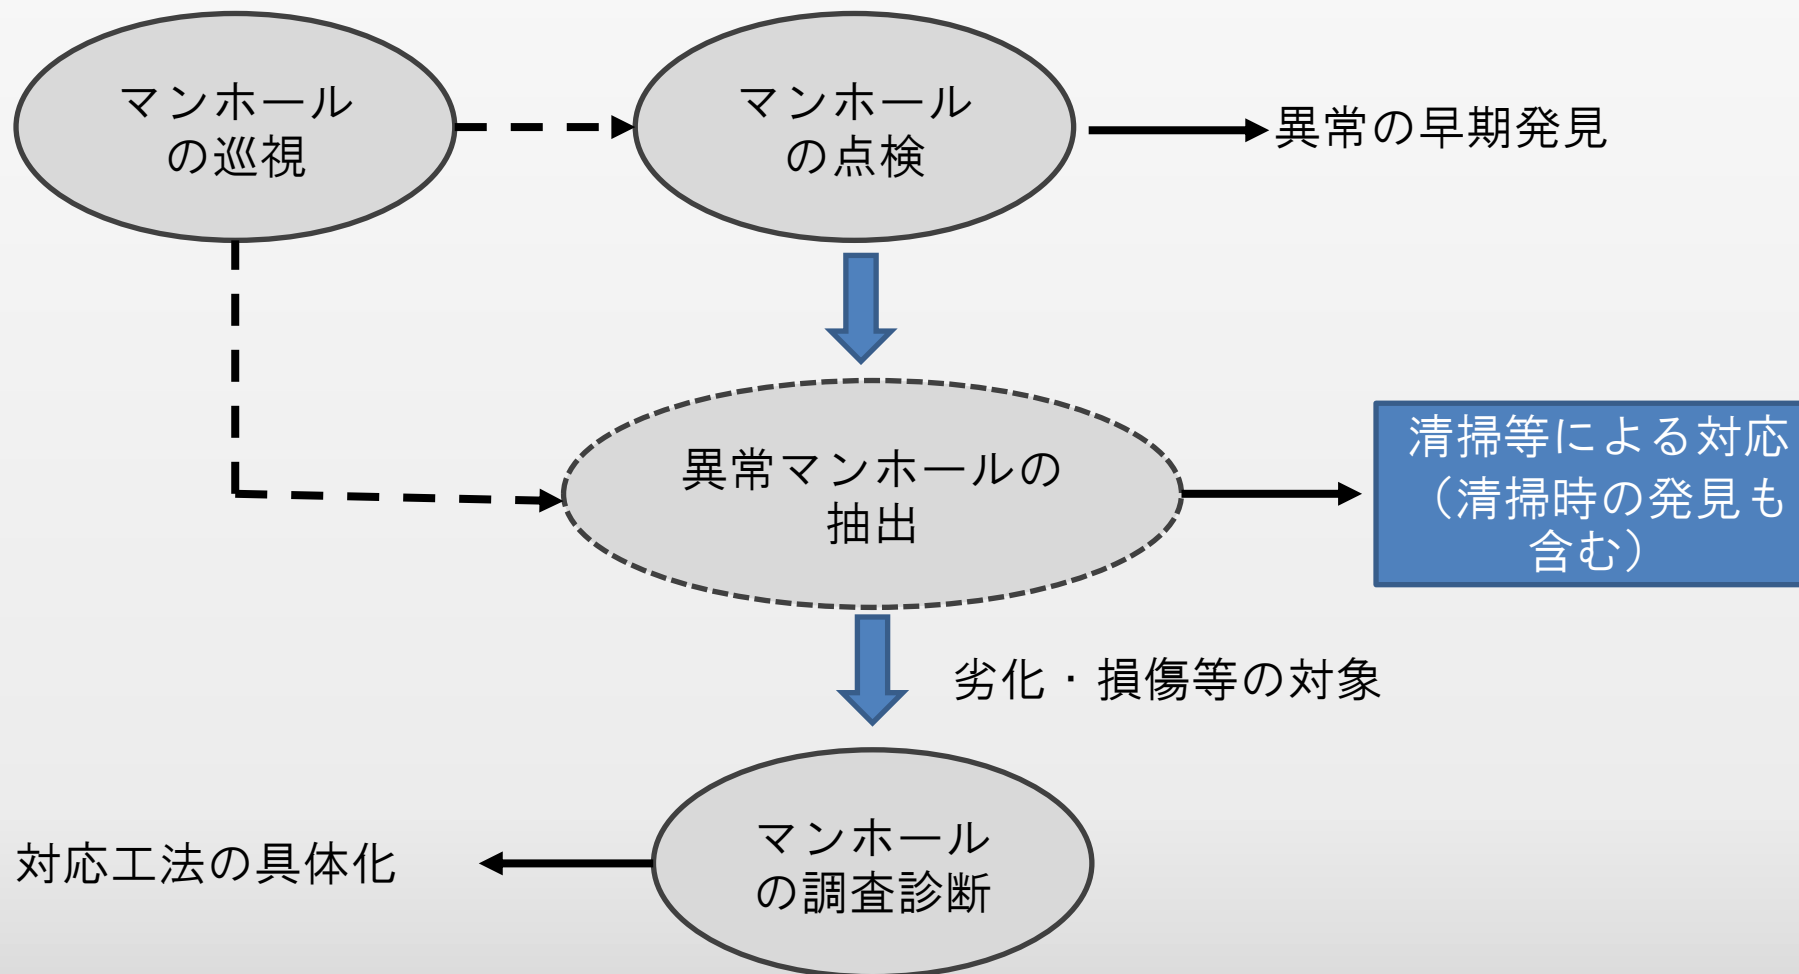 マンホール
の巡視
マンホール
の点検
異常の早期発見
異常マンホールの
抽出
清掃等による対応
（清掃時の発見も
含む）
劣化・損傷等の対象
マンホール
の調査診断
対応工法の具体化